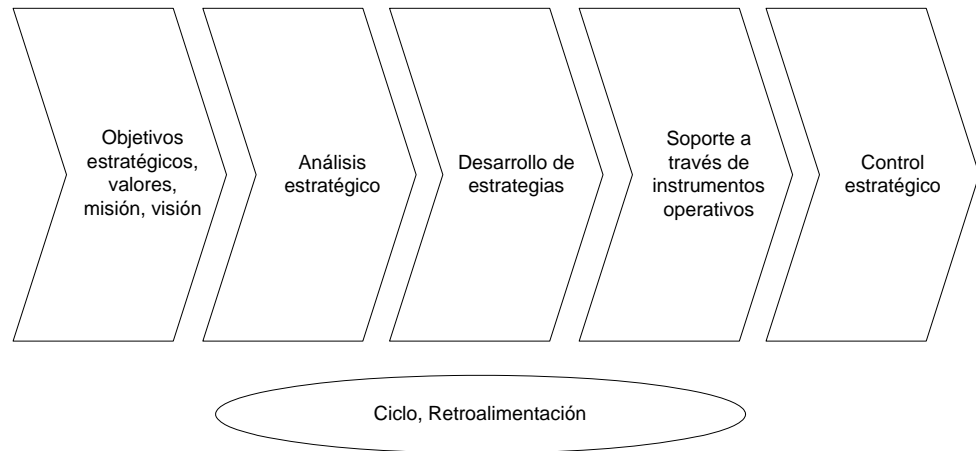 Objetivos
estratégicos,
valores,
misión, visión
Análisis
estratégico
Desarrollo de
estrategias
Soporte a
través de
instrumentos
operativos
Control
estratégico
Ciclo, Retroalimentación